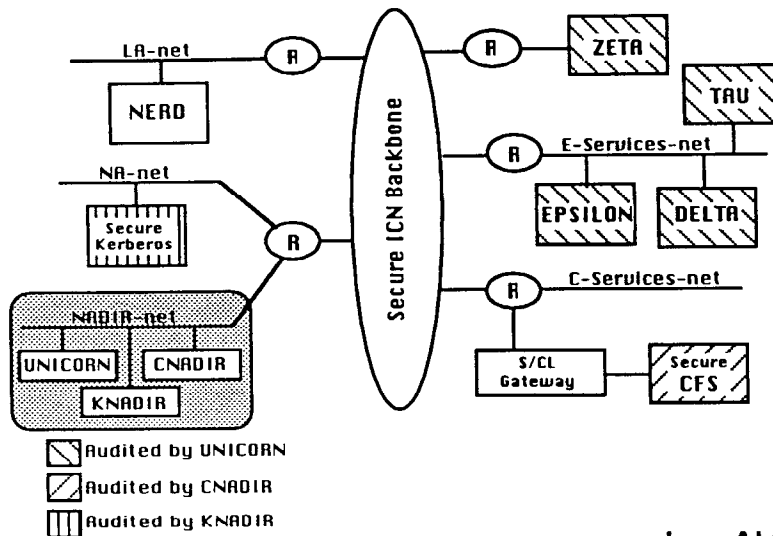 LA-net
R
R
ZETA
NERD
TAU
NA-net
R
E-Services-net
Secure
Kerberos
R
EPSILON
DELTA
Secure ICN Backbone
R
C-Services-net
NADIR-net
UNICORN
CNADIR
KNADIR
S/CL
Gateway
Secure
CFS
Audited by UNICORN
Audited by CNADIR
Audited by KNADIR